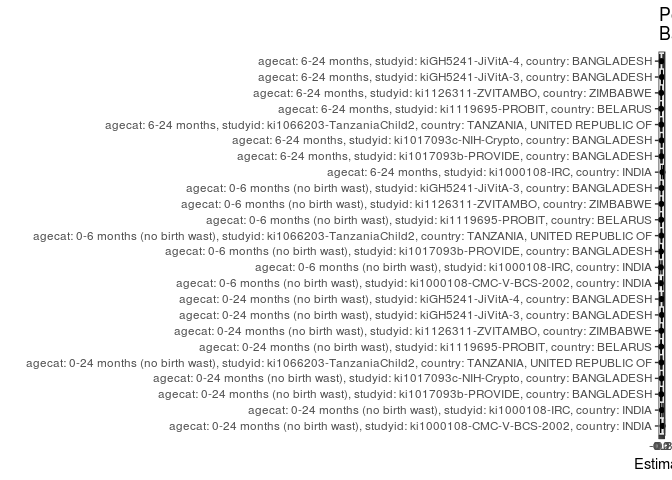 P
B
agecat: 6-24 months, studyid: kiGH5241-JiVitA-4, country: BANGLADESH
agecat: 6-24 months, studyid: kiGH5241-JiVitA-3, country: BANGLADESH
agecat: 6-24 months, studyid: ki1126311-ZVITAMBO, country: ZIMBABWE
agecat: 6-24 months, studyid: ki1119695-PROBIT, country: BELARUS
agecat: 6-24 months, studyid: ki1066203-TanzaniaChild2, country: TANZANIA, UNITED REPUBLIC OF
agecat: 6-24 months, studyid: ki1017093c-NIH-Crypto, country: BANGLADESH
agecat: 6-24 months, studyid: ki1017093b-PROVIDE, country: BANGLADESH
agecat: 6-24 months, studyid: ki1000108-IRC, country: INDIA
agecat: 0-6 months (no birth wast), studyid: kiGH5241-JiVitA-3, country: BANGLADESH
agecat: 0-6 months (no birth wast), studyid: ki1126311-ZVITAMBO, country: ZIMBABWE
agecat: 0-6 months (no birth wast), studyid: ki1119695-PROBIT, country: BELARUS
agecat: 0-6 months (no birth wast), studyid: ki1066203-TanzaniaChild2, country: TANZANIA, UNITED REPUBLIC OF
agecat: 0-6 months (no birth wast), studyid: ki1017093b-PROVIDE, country: BANGLADESH
agecat: 0-6 months (no birth wast), studyid: ki1000108-IRC, country: INDIA
agecat: 0-6 months (no birth wast), studyid: ki1000108-CMC-V-BCS-2002, country: INDIA
agecat: 0-24 months (no birth wast), studyid: kiGH5241-JiVitA-4, country: BANGLADESH
agecat: 0-24 months (no birth wast), studyid: kiGH5241-JiVitA-3, country: BANGLADESH
agecat: 0-24 months (no birth wast), studyid: ki1126311-ZVITAMBO, country: ZIMBABWE
agecat: 0-24 months (no birth wast), studyid: ki1119695-PROBIT, country: BELARUS
agecat: 0-24 months (no birth wast), studyid: ki1066203-TanzaniaChild2, country: TANZANIA, UNITED REPUBLIC OF
agecat: 0-24 months (no birth wast), studyid: ki1017093c-NIH-Crypto, country: BANGLADESH
agecat: 0-24 months (no birth wast), studyid: ki1017093b-PROVIDE, country: BANGLADESH
agecat: 0-24 months (no birth wast), studyid: ki1000108-IRC, country: INDIA
agecat: 0-24 months (no birth wast), studyid: ki1000108-CMC-V-BCS-2002, country: INDIA
Estima